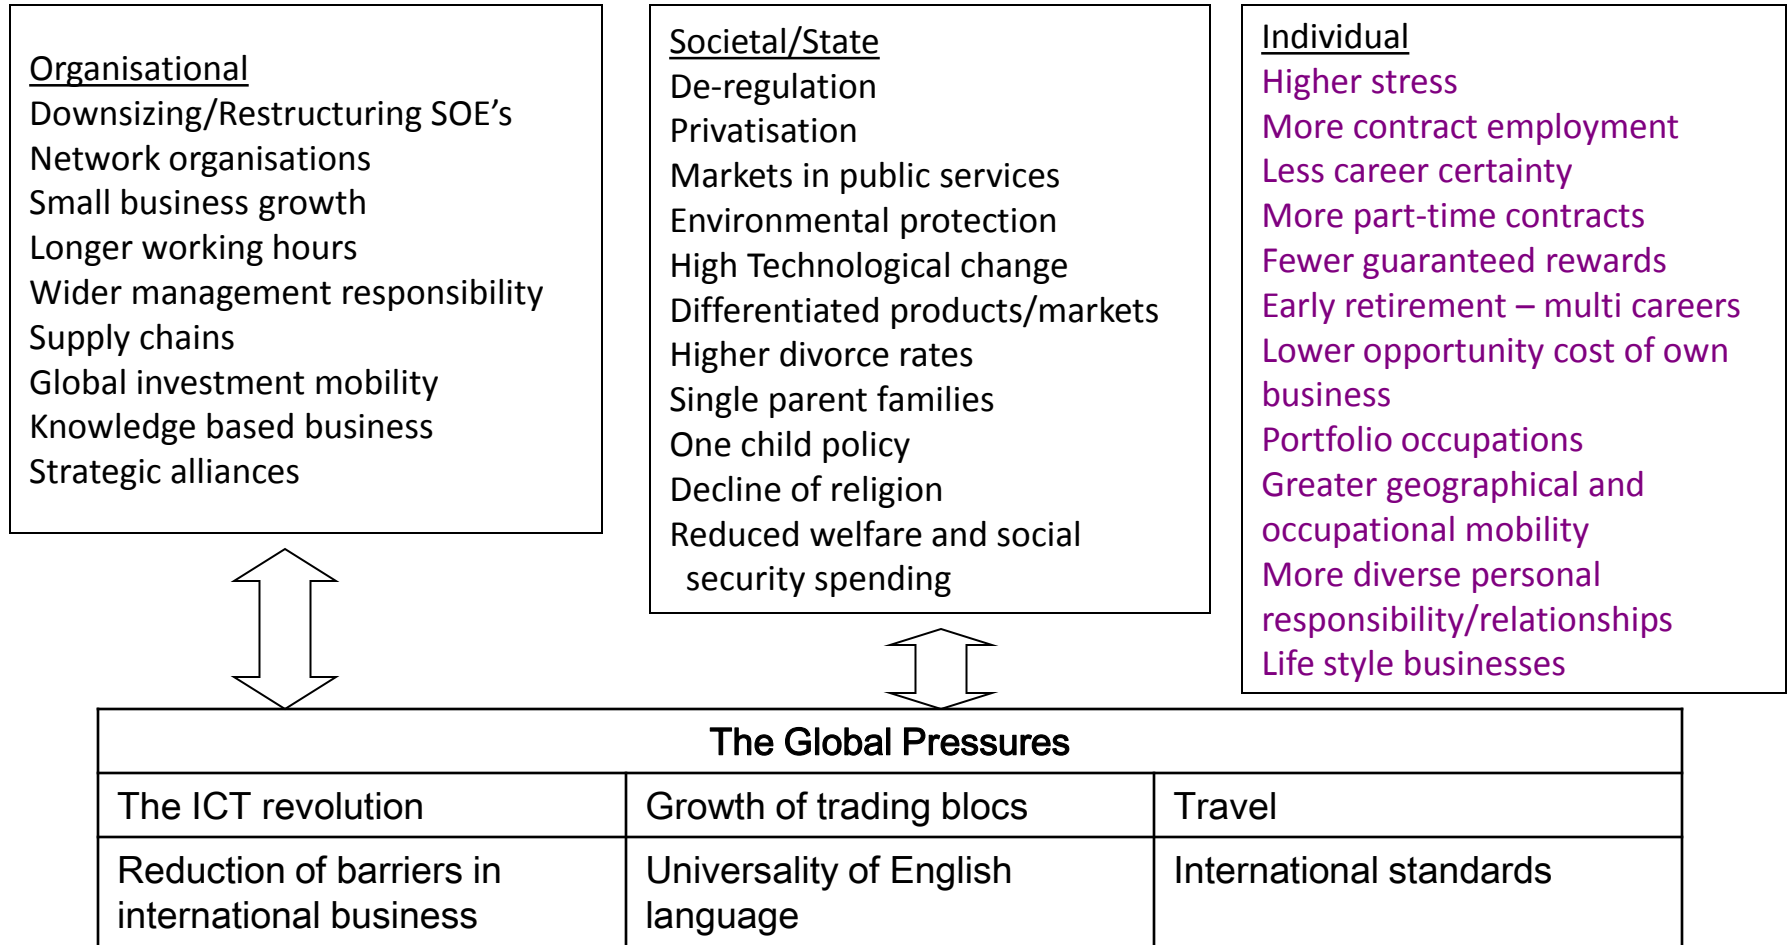 Organisational
Downsizing/Restructuring SOE’s
Network organisations
Small business growth
Longer working hours
Wider management responsibility
Supply chains
Global investment mobility
Knowledge based business
Strategic alliances
Societal/State
De-regulation
Privatisation
Markets in public services
Environmental protection
High Technological change
Differentiated products/markets
Higher divorce rates
Single parent families
One child policy
Decline of religion
Reduced welfare and social
security spending
Individual
Higher stress
More contract employment
Less career certainty
More part-time contracts
Fewer guaranteed rewards
Early retirement – multi careers
Lower opportunity cost of own
business
Portfolio occupations
Greater geographical and
occupational mobility
More diverse personal
responsibility/relationships
Life style businesses
The Global Pressures
The ICT revolution
Growth of trading blocs
Travel
Reduction of barriers in
international business
Universality of English
language
International standards